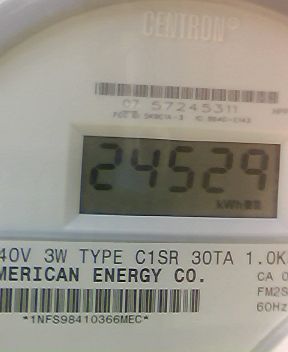 CENTRON®
07 57245311
24529
kWh
40V 3W TYPE C1SR 30TA 1.0K
MERICAN ENERGY CO.
CA 0
FM2S
60Hz
*1NFS98410366MEC*